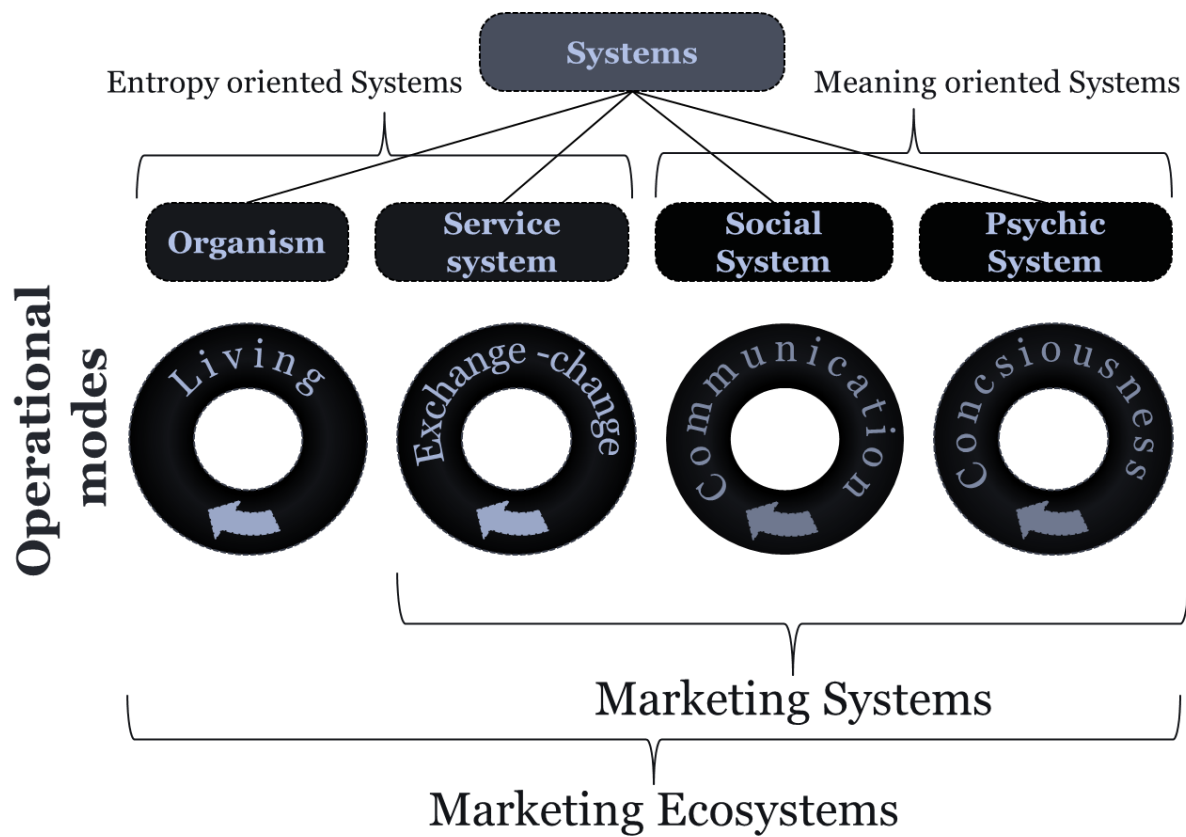 Systems
Entropy oriented Systems
Meaning oriented Systems
Organism
Service
system
Social
System
Psychic
System
Operational
modes
Living
Exchange -change
Communication
Concsiousness
Marketing Systems
Marketing Ecosystems